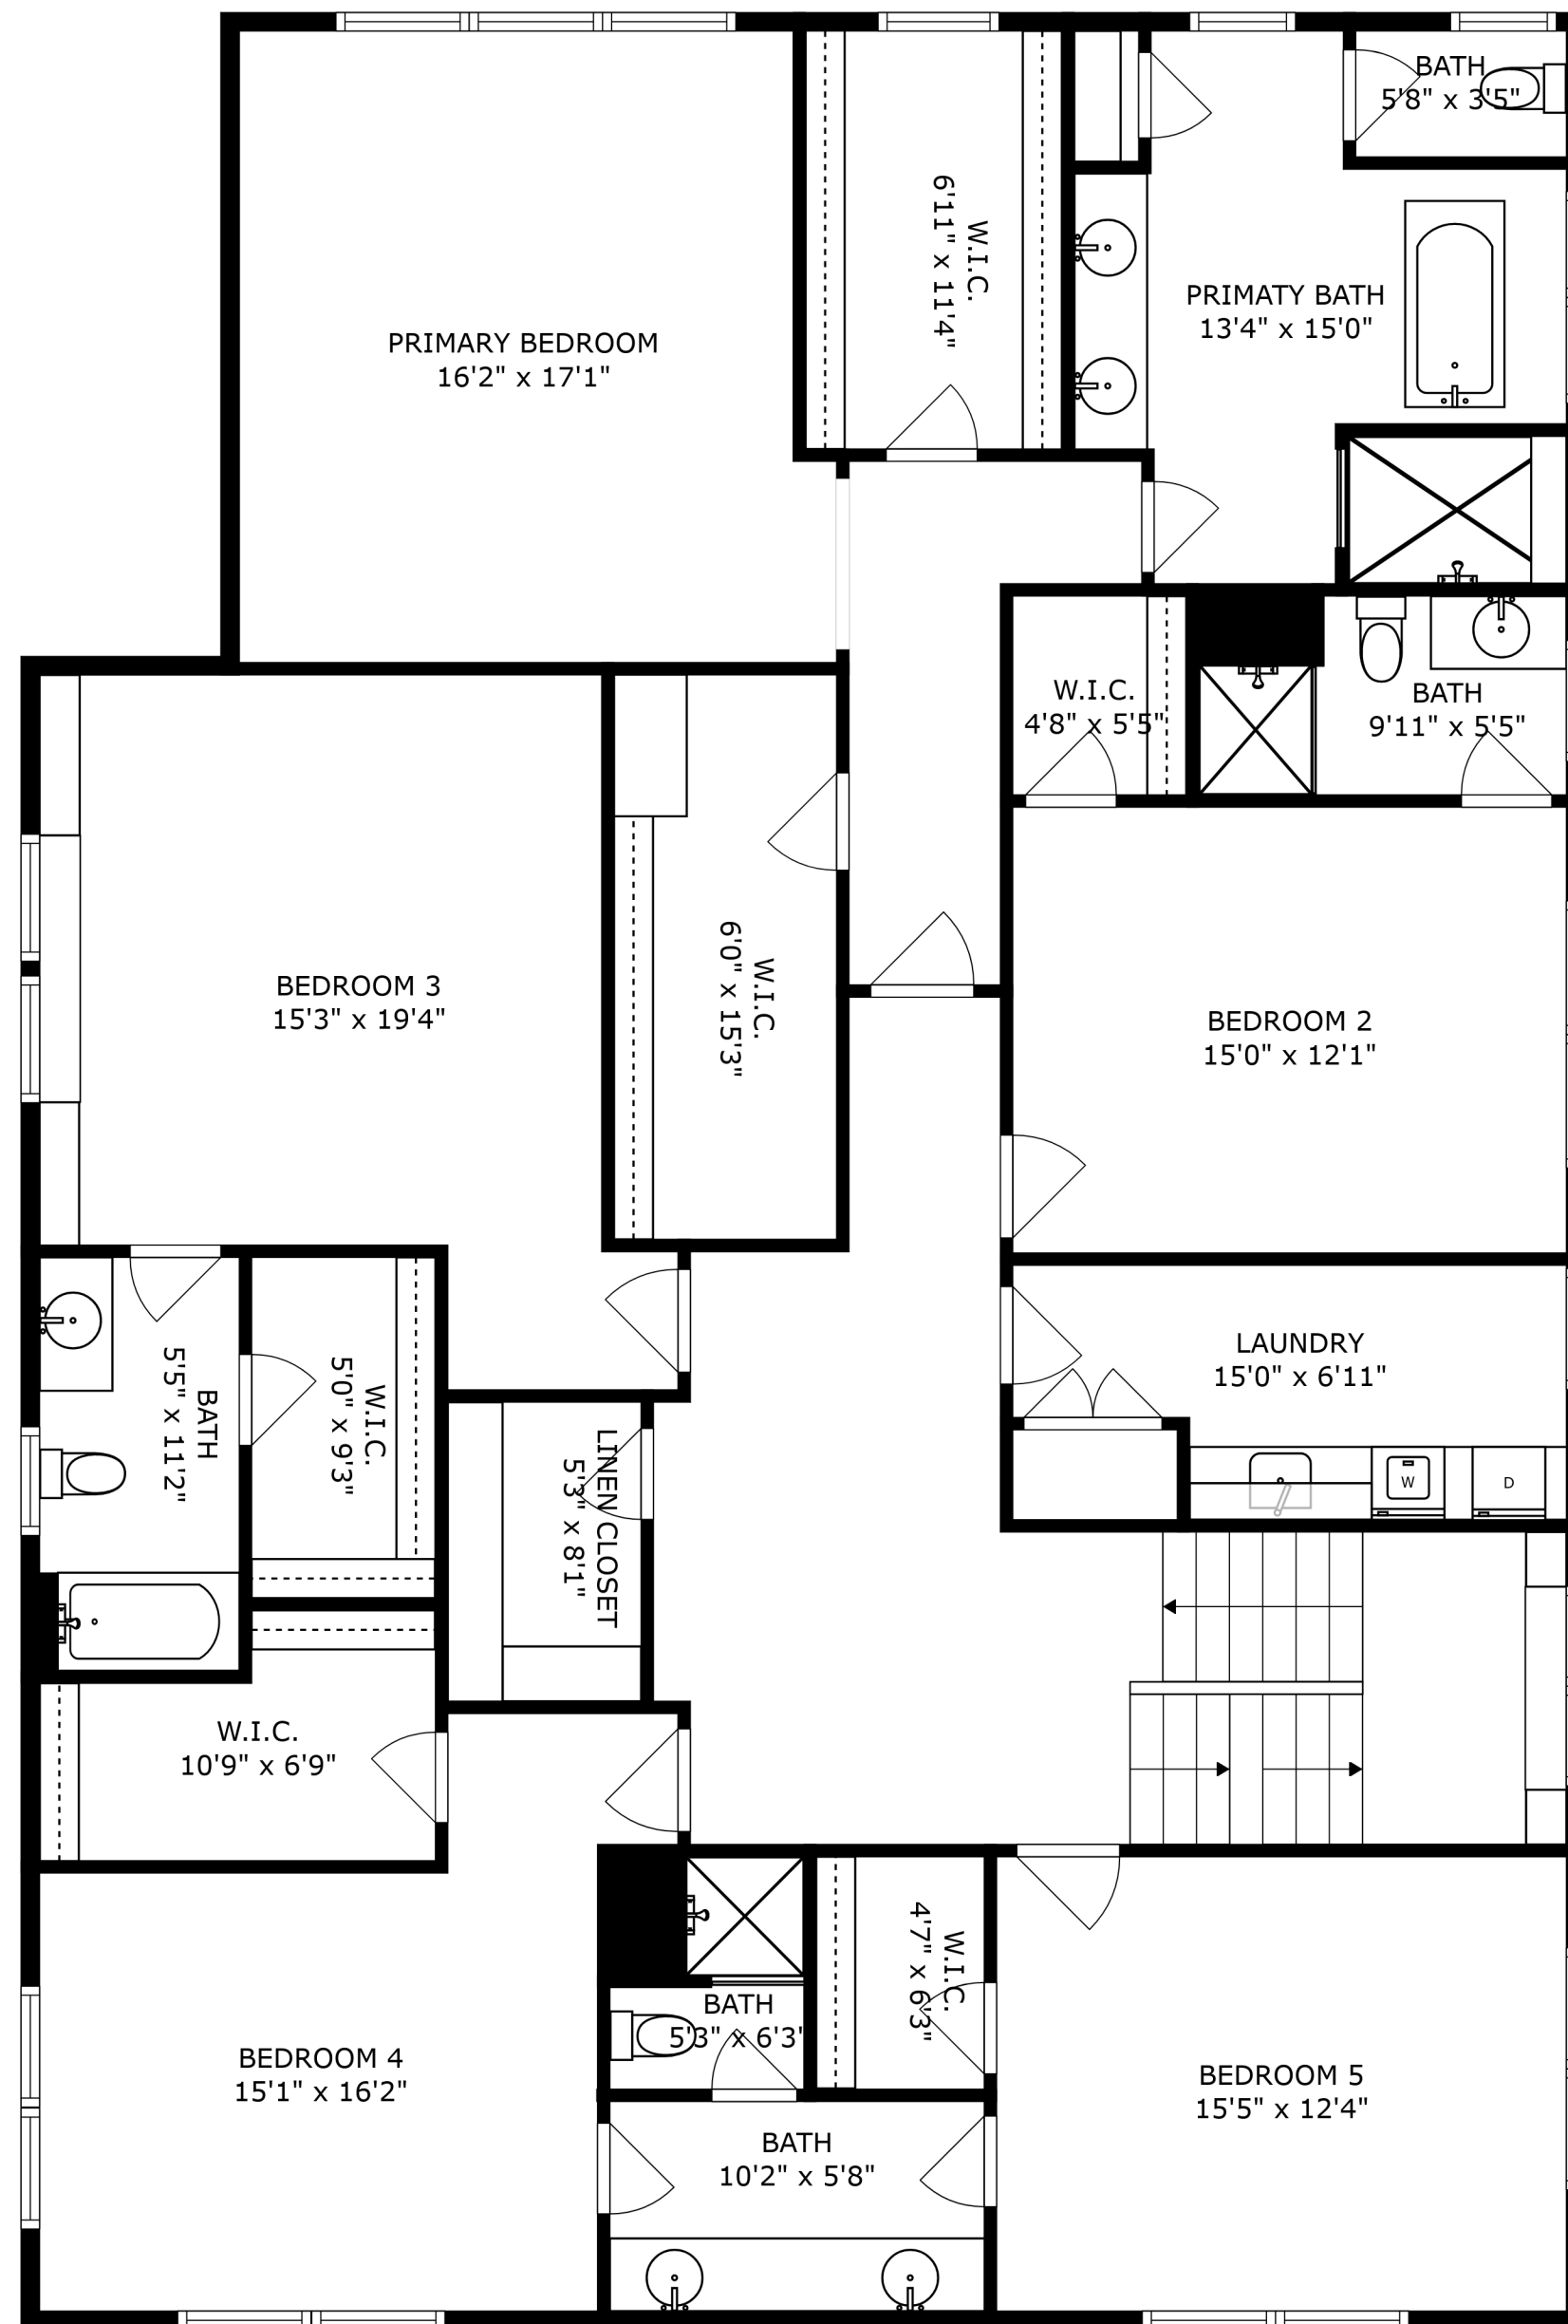 BATH
5'8" x 3'5"
W.I.C.
6'11" x 11'4"
PRIMATY BATH
13'4" x 15'0"
PRIMARY BEDROOM
16'2" x 17'1"
W.I.C.
4'8" x 5'5"
BATH
9'11" x 5'5"
BEDROOM 3
15'3" x 19'4"
W.I.C.
6'0" x 15'3"
BEDROOM 2
15'0" x 12'1"
LAUNDRY
15'0" x 6'11"
BATH
5'5" x 11'2"
W.I.C.
5'0" x 9'3"
LINEN CLOSET
5'3" x 8'1"
W
D
W.I.C.
10'9" x 6'9"
W.I.C.
4'7" x 6'3"
BATH
5'3" x 6'3"
BEDROOM 4
15'1" x 16'2"
BEDROOM 5
15'5" x 12'4"
BATH
10'2" x 5'8"